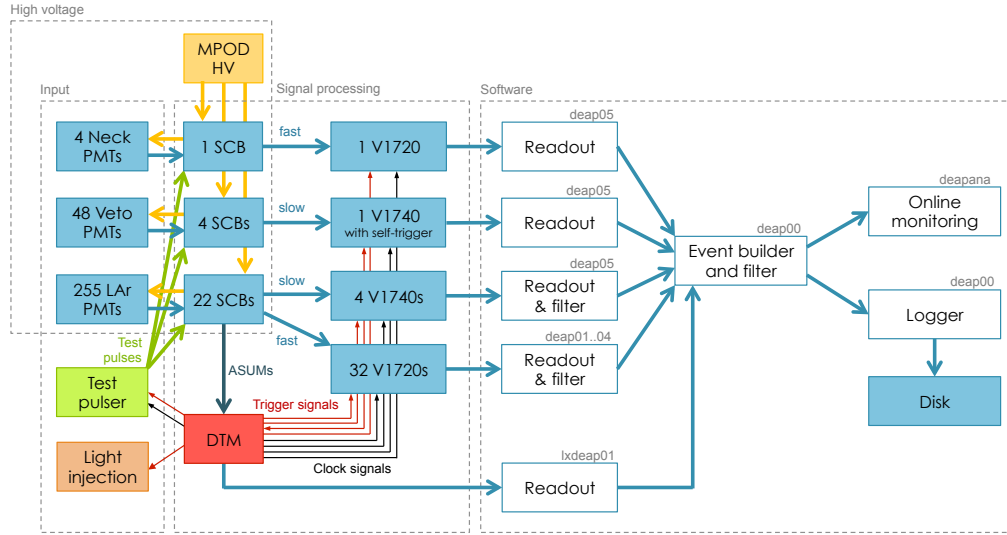 High voltage
MPOD
HV
Input
Signal processing
Software
4 Neck
PMTs
1 SCB
fast
1 V1720
deap05
Readout
48 Veto
PMTs
4 SCBs
slow
1 V1740
with self-trigger
deap05
Readout
deap00
Event builder
and filter
deapana
Online
monitoring
255 LAr
PMTs
22 SCBs
slow
4 V1740s
deap05
Readout
& filter
deap00
Logger
fast
32 V1720s
deap01..04
Readout
& filter
Disk
Test
pulses
ASUMs
Test
pulser
Trigger signals
DTM
Clock signals
Light
injection
lxdeap01
Readout